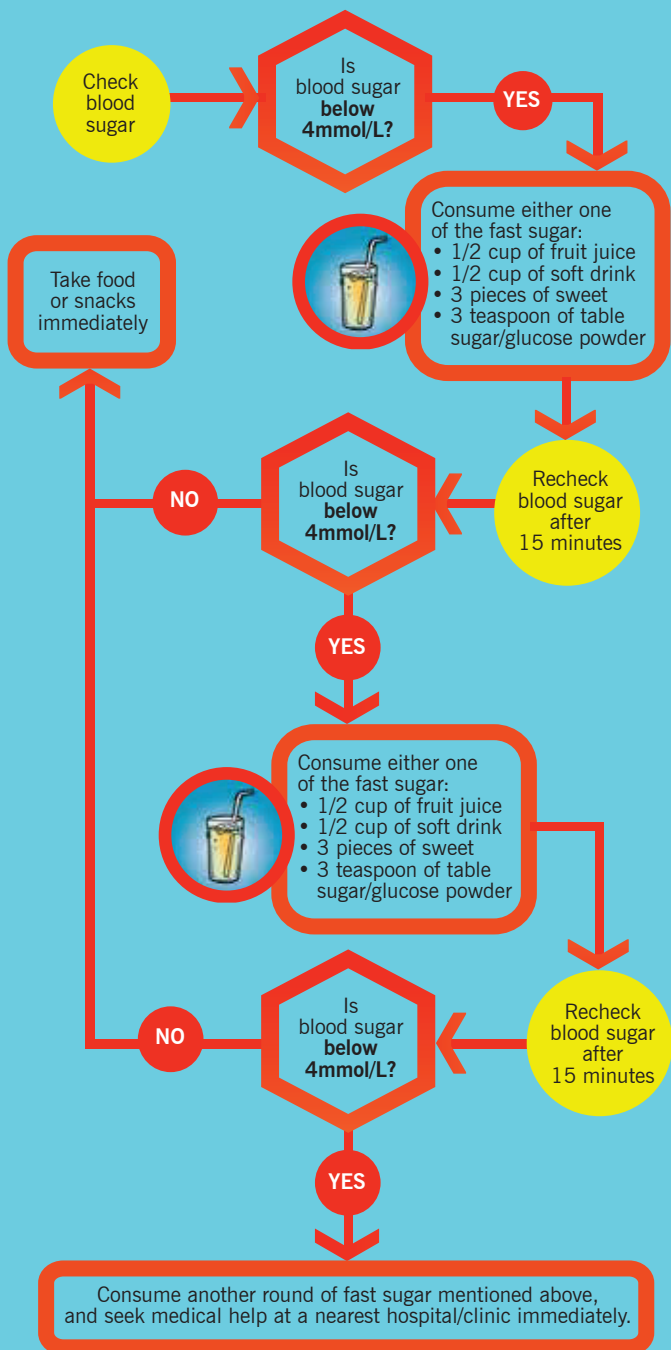 Check
blood
sugar
Is
blood sugar
below
4mmol/L?
YES
Consume either one
of the fast sugar:
• 1/2 cup of fruit juice
• 1/2 cup of soft drink
• 3 pieces of sweet
• 3 teaspoon of table
sugar/glucose powder
Take food
or snacks
immediately
Recheck
blood sugar
after
15 minutes
Is
blood sugar
below
4mmol/L?
NO
YES
Consume either one
of the fast sugar:
• 1/2 cup of fruit juice
• 1/2 cup of soft drink
• 3 pieces of sweet
• 3 teaspoon of table
sugar/glucose powder
Recheck
blood sugar
after
15 minutes
Is
blood sugar
below
4mmol/L?
NO
YES
Consume another round of fast sugar mentioned above,
and seek medical help at a nearest hospital/clinic immediately.